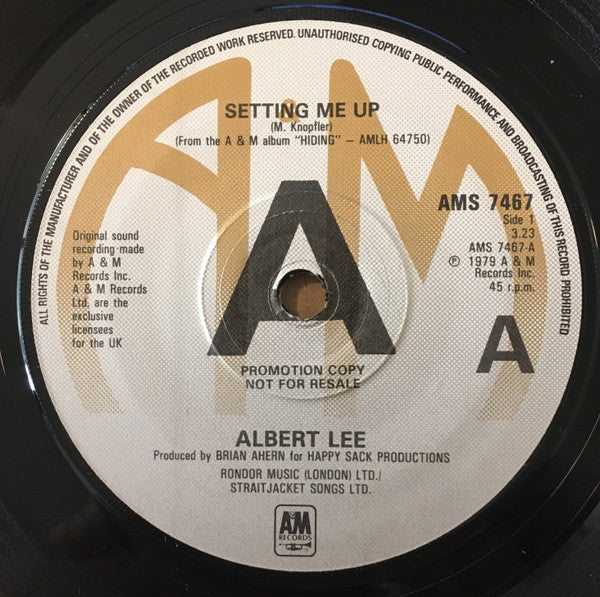 ALL RIGHTS OF THE MANUFACTURER AND OF THE OWNER OF THE RECORDED WORK RESERVED. UNAUTHORISED COPYING PUBLIC PERFORMANCE AND BROADCASTING OF THIS RECORD PROHIBITED
A&M
SETTING ME UP
(M. Knopfler)
(From the A & M album "HIDING" – AMLH 64750)
Original sound
recording made
by A & M
Records Inc.
A & M Records
Ltd. are the
exclusive
licensees
for the UK
A
AMS 7467
Side 1
3.23
AMS 7467-A
℗ 1979 A & M
Records Inc.
45 r.p.m.
A
PROMOTION COPY
NOT FOR RESALE
ALBERT LEE
Produced by BRIAN AHERN for HAPPY SACK PRODUCTIONS
RONDOR MUSIC (LONDON) LTD./
STRAITJACKET SONGS LTD.
A&M
RECORDS